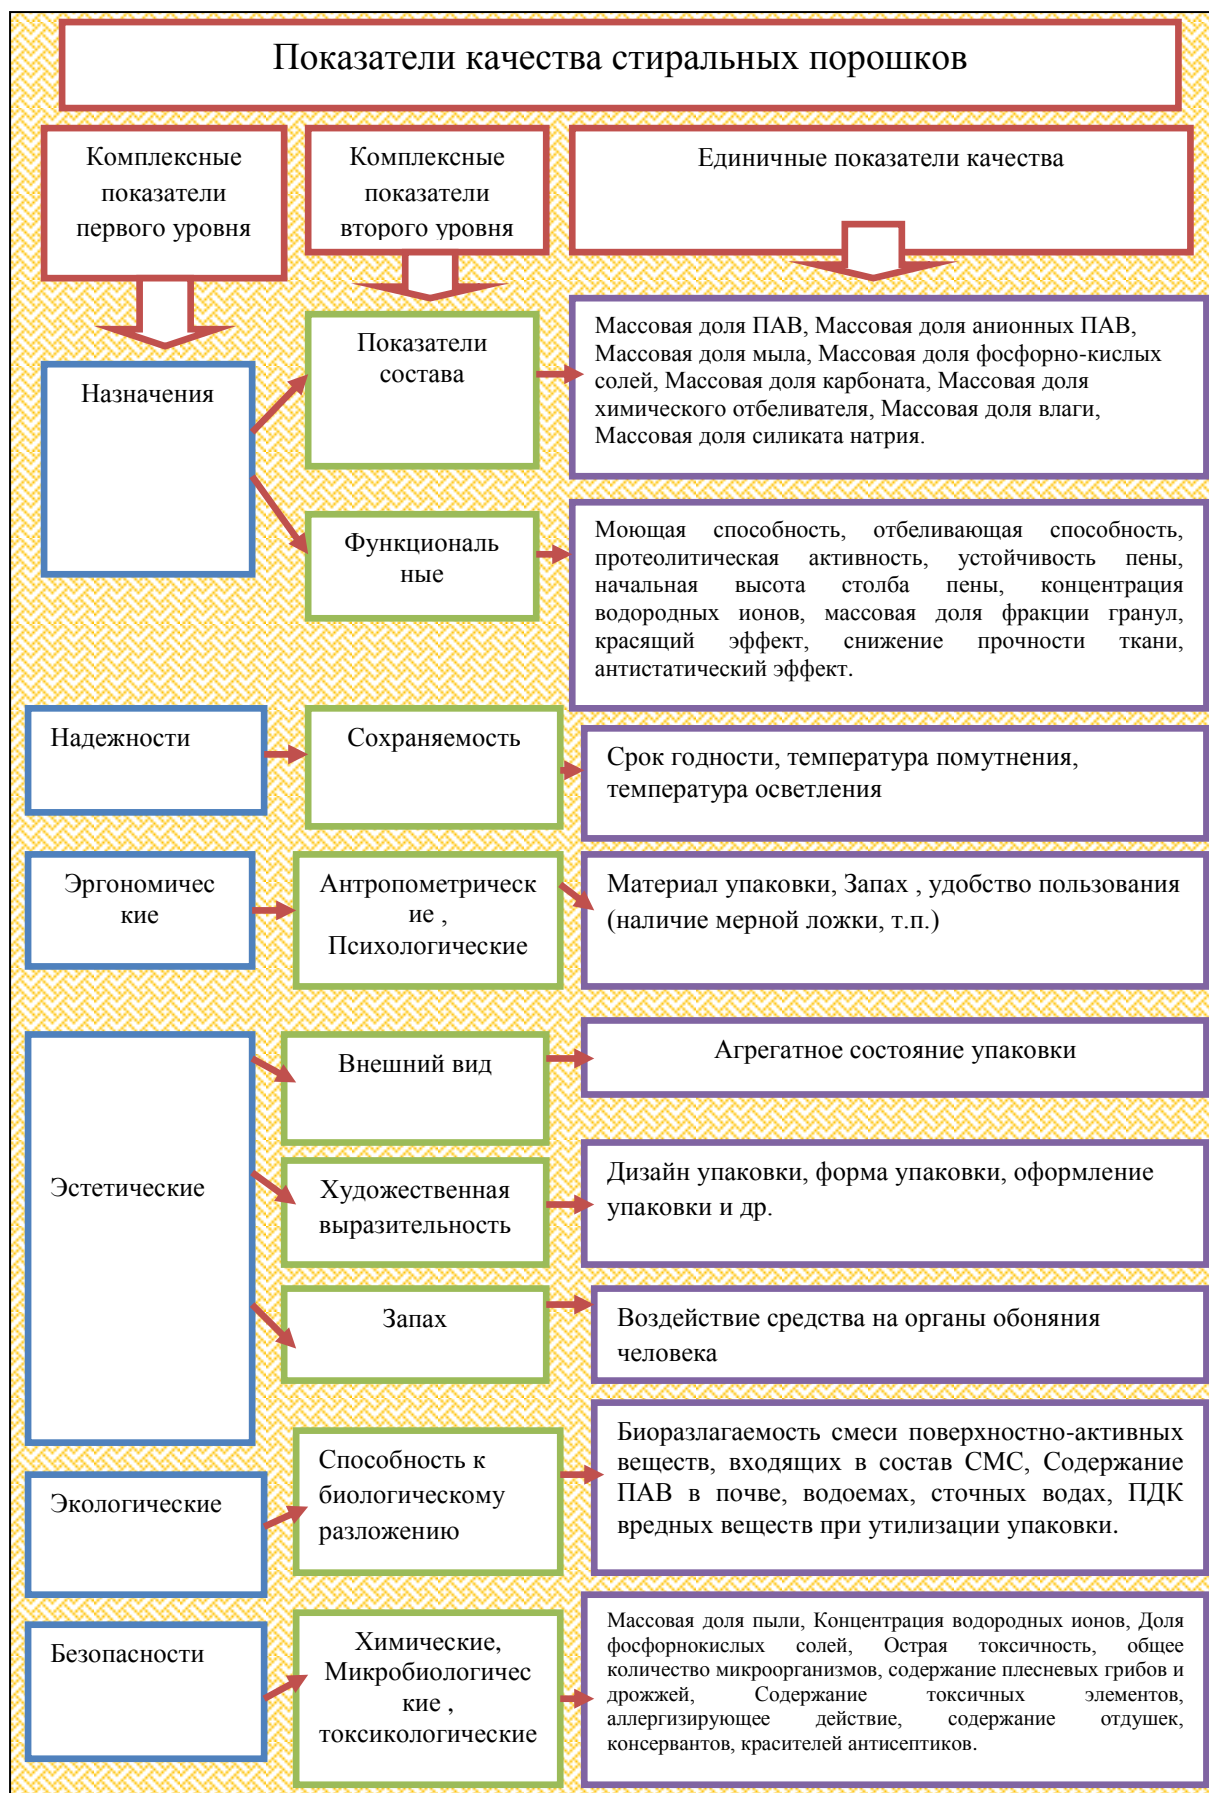 Показатели качества стиральных порошков
Комплексные
показатели
первого уровня
Комплексные
показатели
второго уровня
Единичные показатели качества
Назначения
Показатели
состава
Массовая доля ПАВ, Массовая доля анионных ПАВ,
Массовая доля мыла, Массовая доля фосфорно-кислых
солей, Массовая доля карбоната, Массовая доля
химического отбеливателя, Массовая доля влаги,
Массовая доля силиката натрия.
Функциональ
ные
Моющая способность, отбеливающая способность,
протеолитическая активность, устойчивость пены,
начальная высота столба пены, концентрация
водородных ионов, массовая доля фракции гранул,
красящий эффект, снижение прочности ткани,
антистатический эффект.
Надежности
Сохраняемость
Срок годности, температура помутнения,
температура осветления
Эргономичес
кие
Антропометрическ
ие ,
Психологические
Материал упаковки, Запах , удобство пользования
(наличие мерной ложки, т.п.)
Эстетические
Внешний вид
Агрегатное состояние упаковки
Художественная
выразительность
Дизайн упаковки, форма упаковки, оформление
упаковки и др.
Запах
Воздействие средства на органы обоняния
человека
Экологические
Способность к
биологическому
разложению
Биоразлагаемость смеси поверхностно-активных
веществ, входящих в состав СМС, Содержание
ПАВ в почве, водоемах, сточных водах, ПДК
вредных веществ при утилизации упаковки.
Безопасности
Химические,
Микробиологичес
кие ,
токсикологические
Массовая доля пыли, Концентрация водородных ионов, Доля
фосфорнокислых солей, Острая токсичность, общее
количество микроорганизмов, содержание плесневых грибов и
дрожжей, Содержание токсичных элементов,
аллергизирующее действие, содержание отдушек,
консервантов, красителей антисептиков.